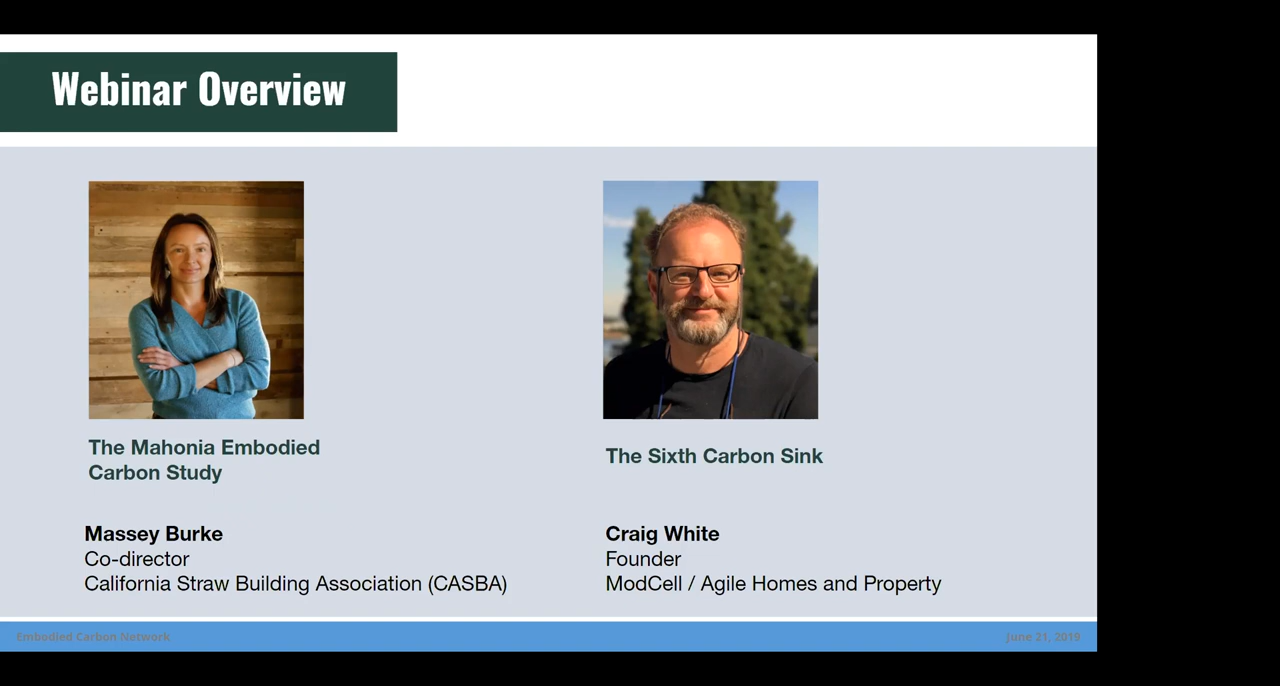 Webinar Overview
The Mahonia Embodied
Carbon Study
Massey Burke
Co-director
California Straw Building Association (CASBA)
The Sixth Carbon Sink
Craig White
Founder
ModCell / Agile Homes and Property
Embodied Carbon Network
June 21, 2019